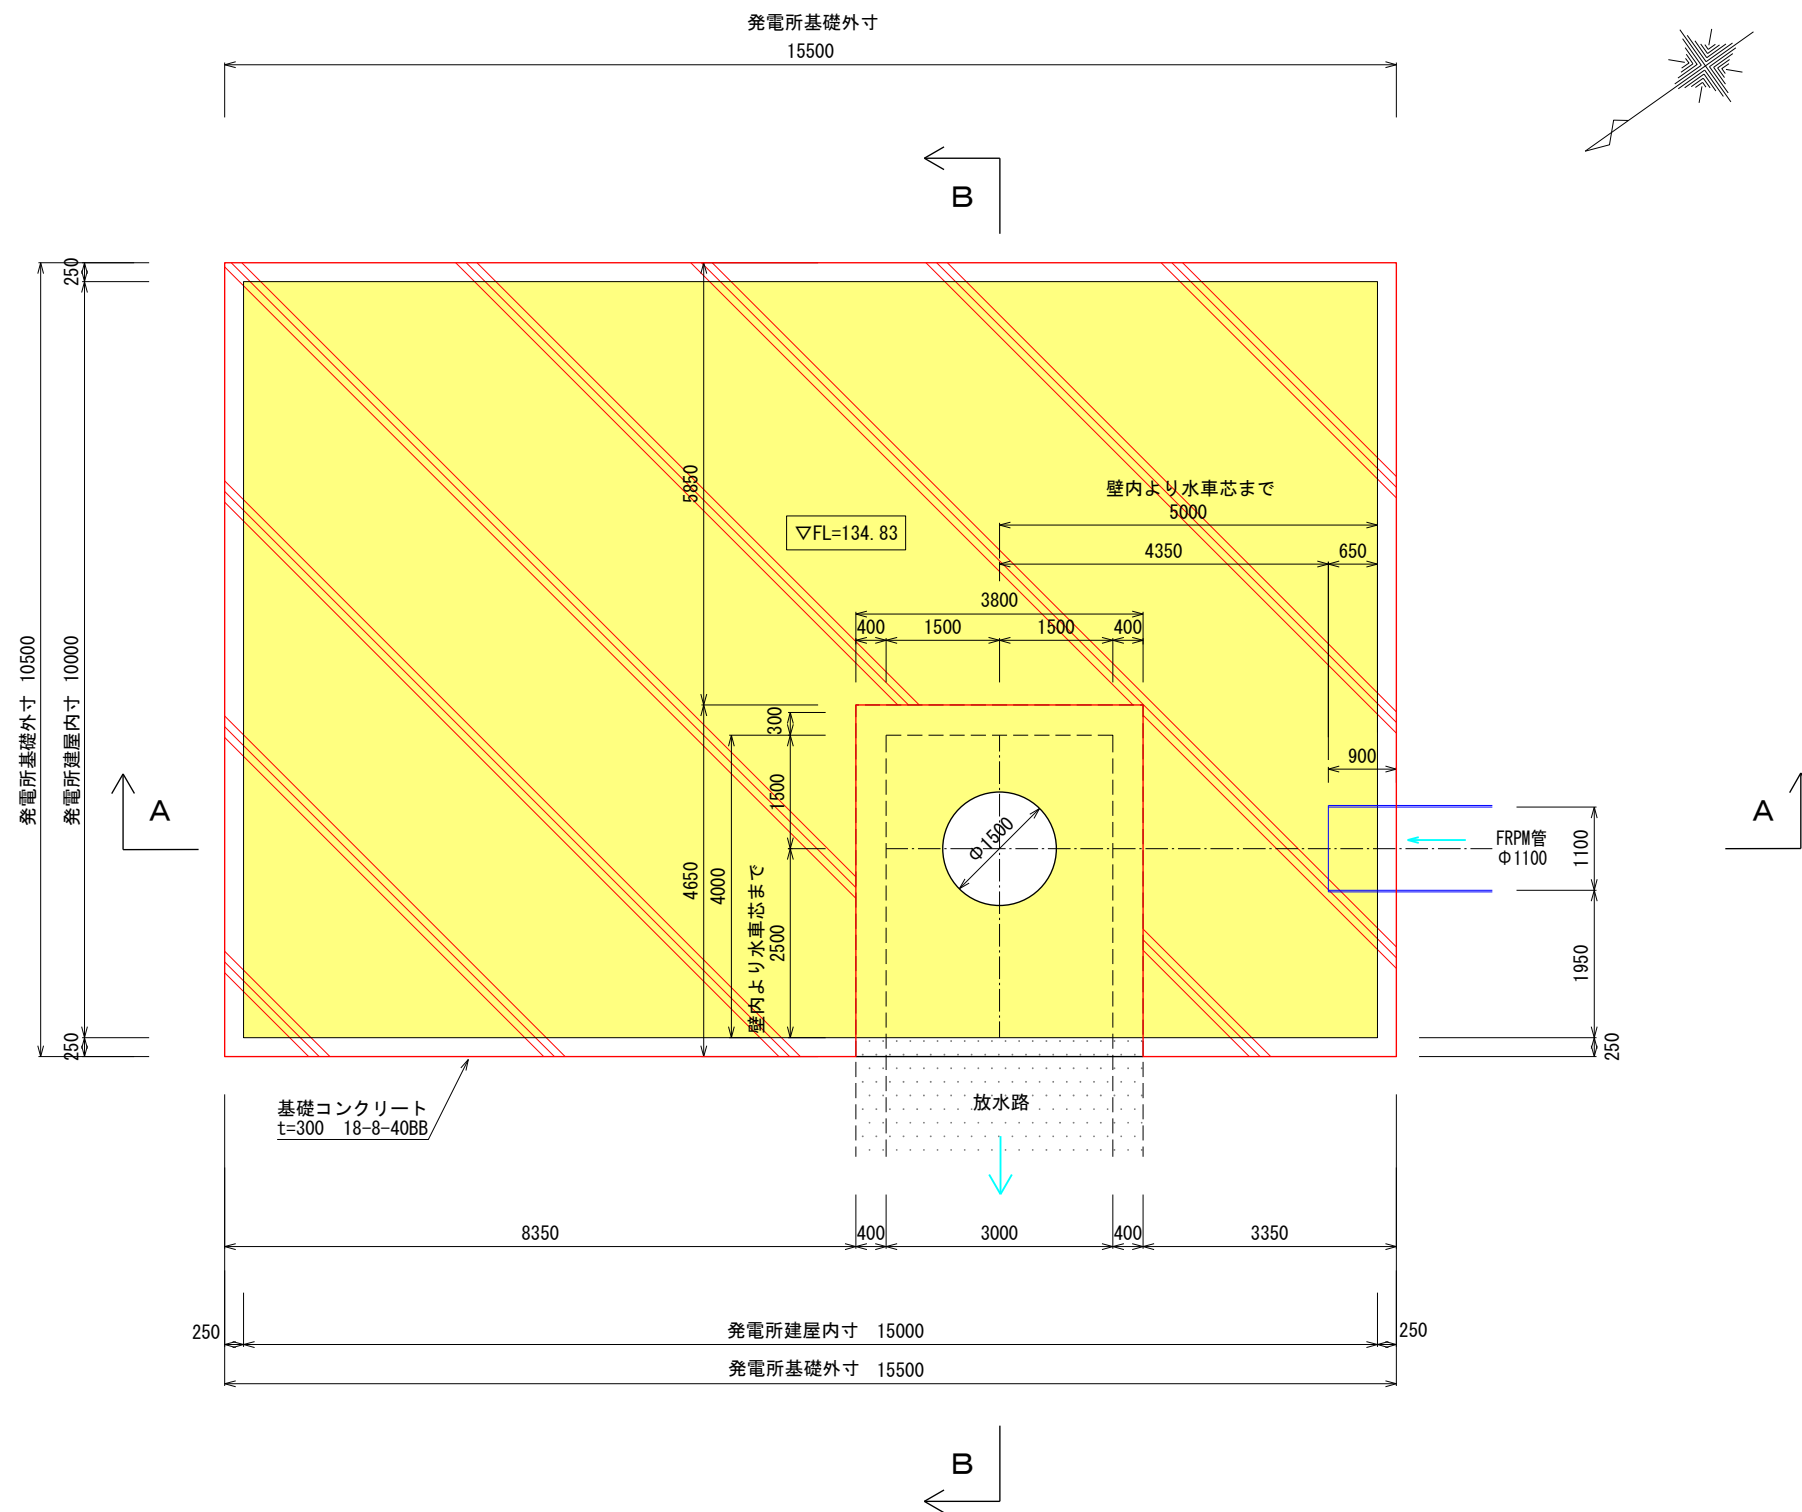 発電所基礎外寸
15500
B
250
発電所基礎外寸 10500
発電所建屋内寸 10000
5850
壁内より水車芯まで
5000
▽FL=134.83
4350
650
3800
400
1500
1500
400
300
900
A
A
1500
Φ1500
FRPM管
Φ1100
1100
4650
4000
壁内より水車芯まで
2500
1950
250
250
基礎コンクリート
t=300 18-8-40BB
放水路
8350
400
3000
400
3350
250
発電所建屋内寸 15000
250
発電所基礎外寸 15500
B